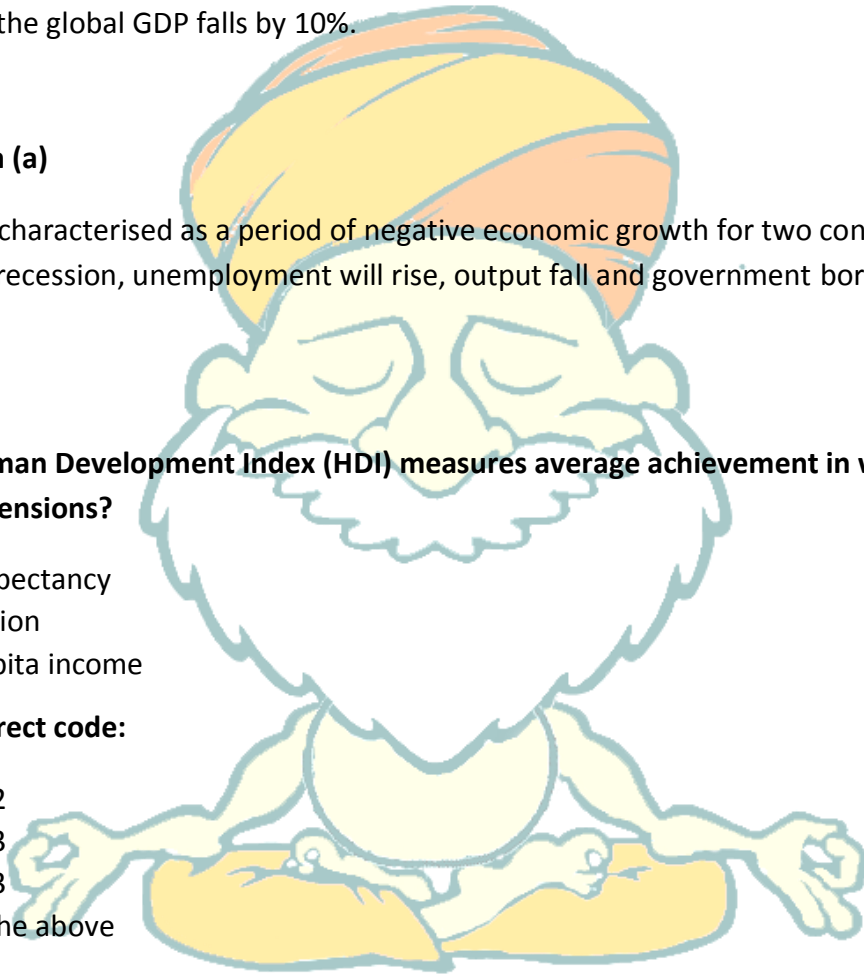 the global GDP falls by 10%.
(a)
characterised as a period of negative economic growth for two con
recession, unemployment will rise, output fall and government bor
man Development Index (HDI) measures average achievement in w
ensions?
pectancy
ion
pita income
rect code:
2
3
3
he above